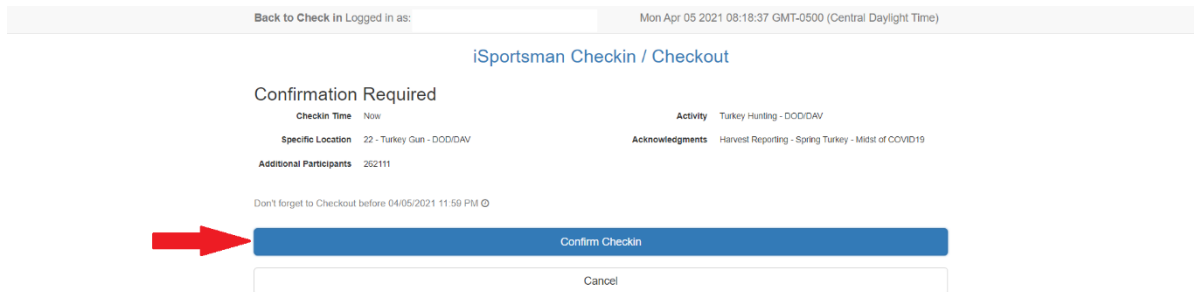 Back to Check in Logged in as:
Mon Apr 05 2021 08:18:37 GMT-0500 (Central Daylight Time)
iSportsman Checkin / Checkout
Confirmation Required
Checkin Time Now
Activity Turkey Hunting - DOD/DAV
Specific Location 22 - Turkey Gun - DOD/DAV
Acknowledgments Harvest Reporting - Spring Turkey - Midst of COVID19
Additional Participants 262111
Don't forget to Checkout before 04/05/2021 11:59 PM
Confirm Checkin
Cancel